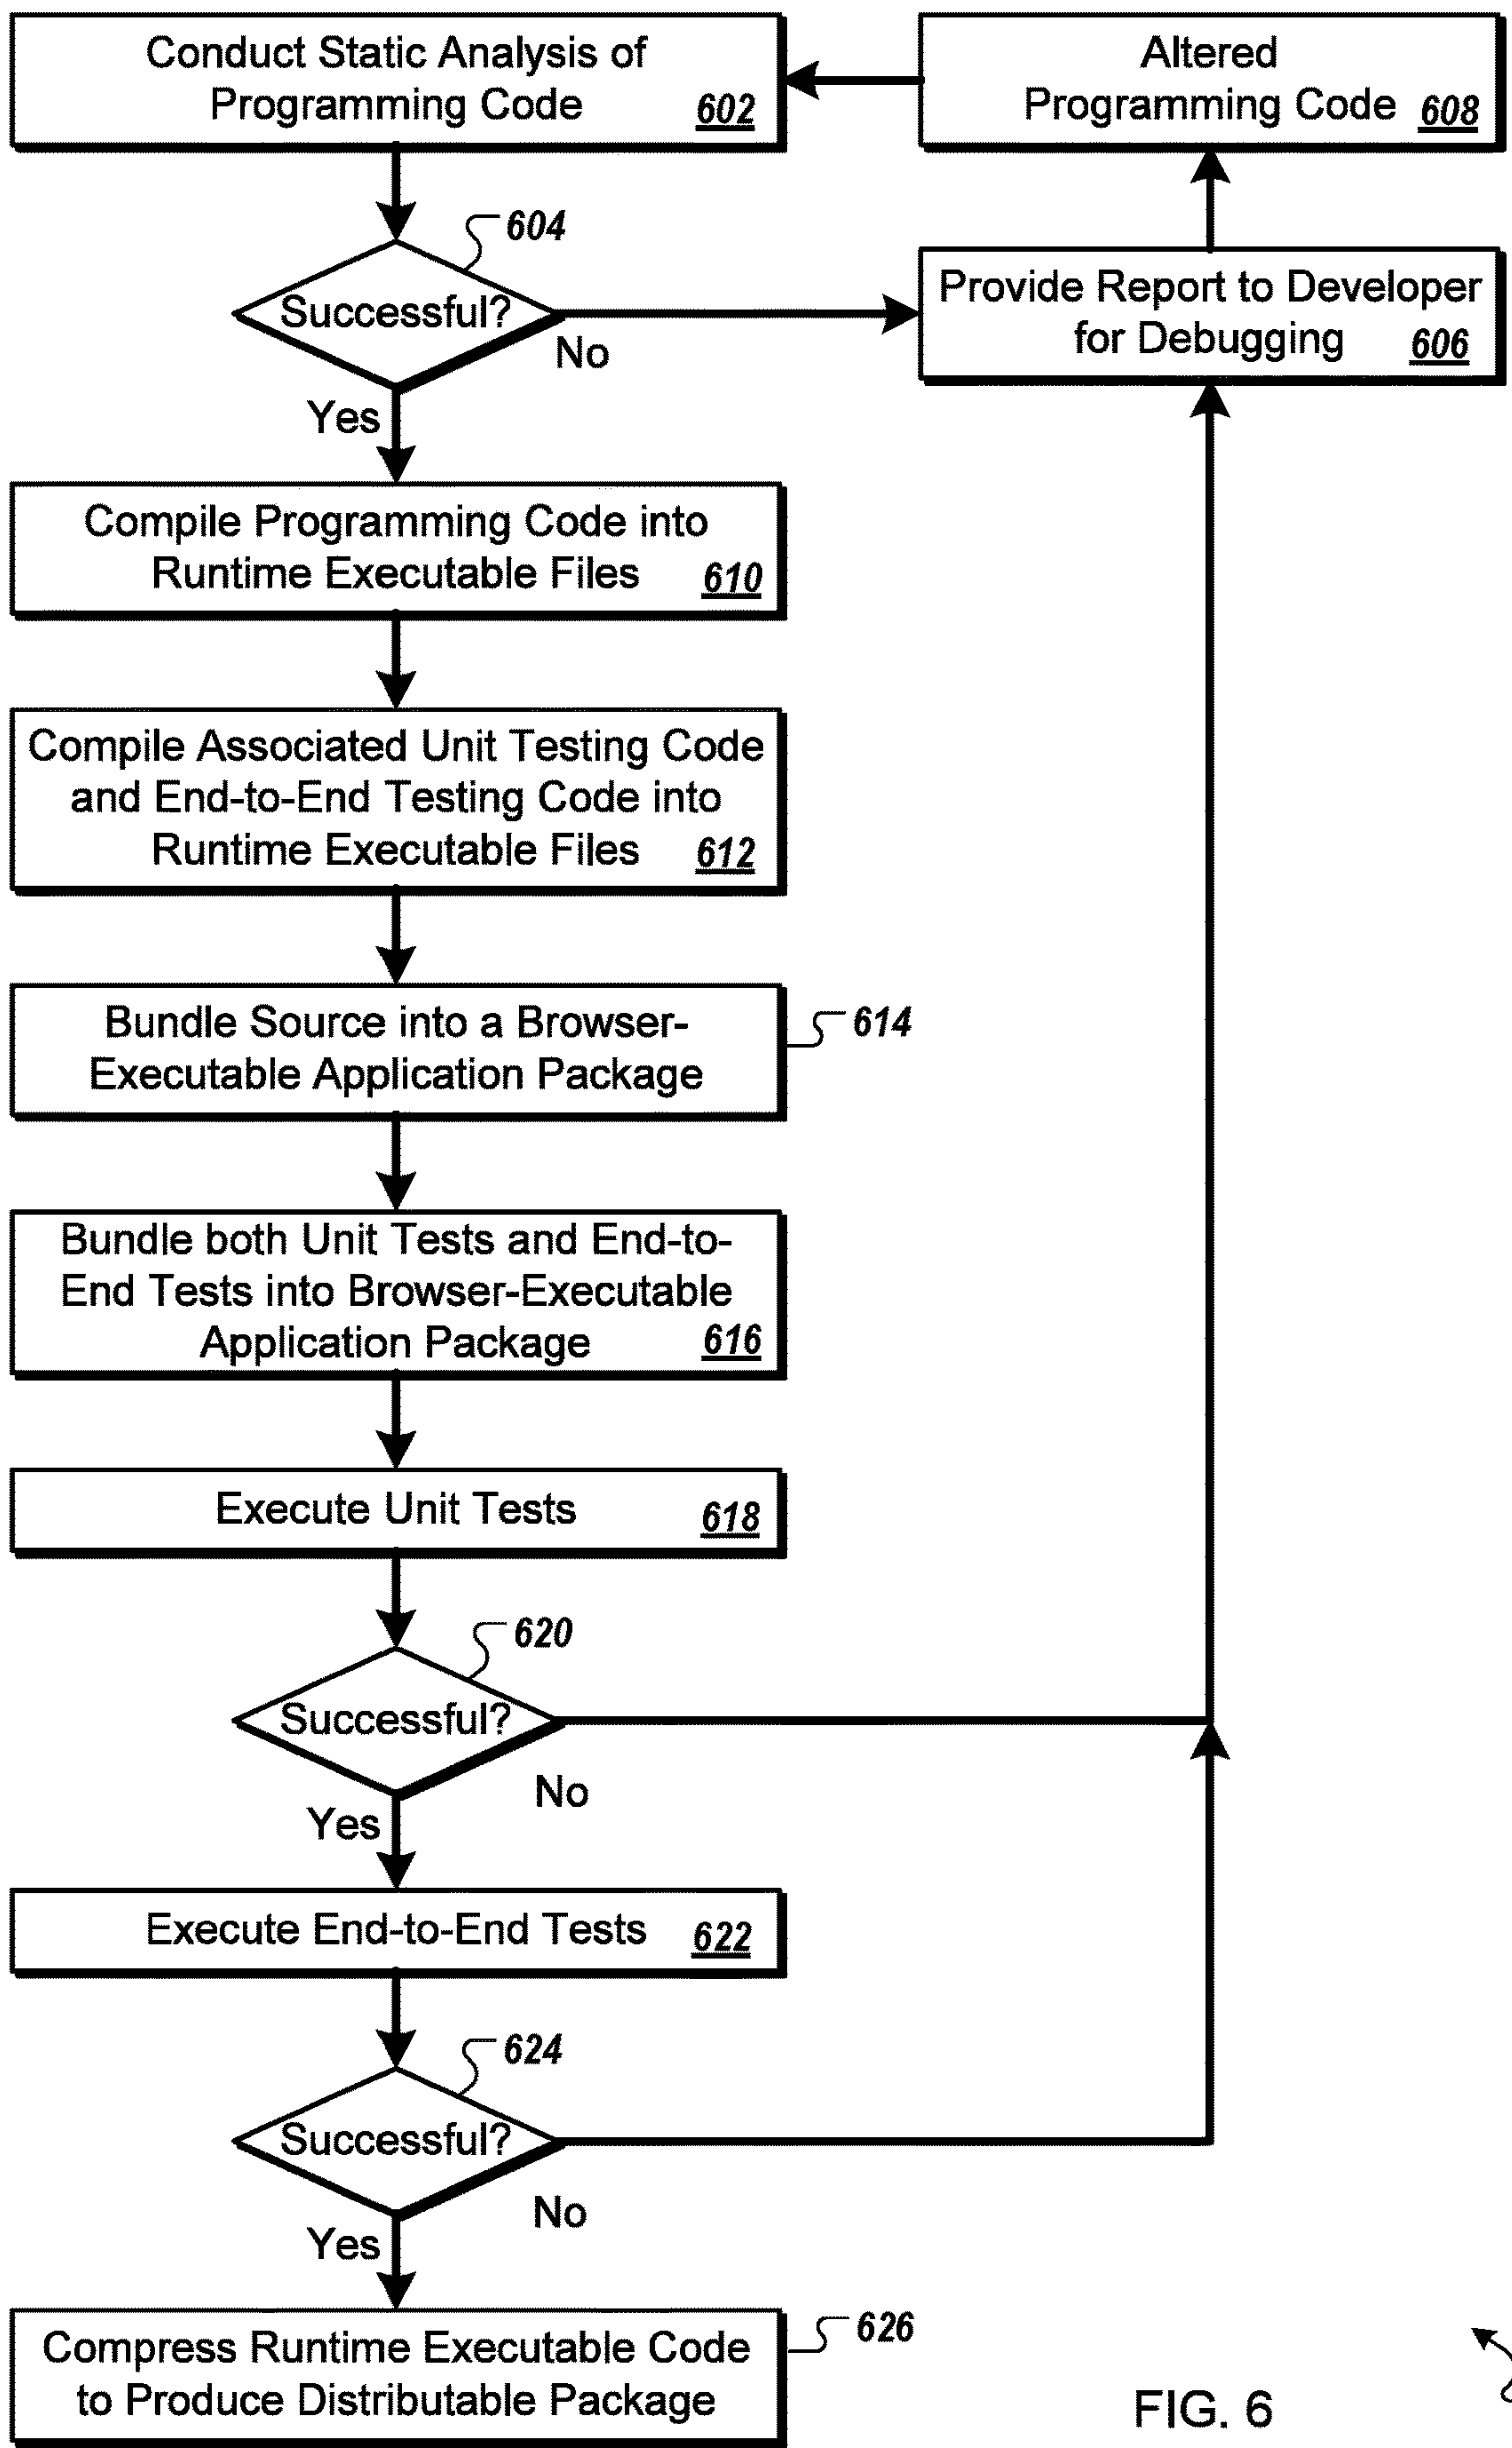 Conduct Static Analysis of
Programming Code 602
Altered
Programming Code 608
604
Successful?
No
Yes
Provide Report to Developer
for Debugging 606
Compile Programming Code into
Runtime Executable Files 610
Compile Associated Unit Testing Code
and End-to-End Testing Code into
Runtime Executable Files 612
Bundle Source into a Browser-
Executable Application Package
614
Bundle both Unit Tests and End-to-
End Tests into Browser-Executable
Application Package 616
Execute Unit Tests 618
620
Successful?
No
Yes
Execute End-to-End Tests 622
624
Successful?
No
Yes
Compress Runtime Executable Code
to Produce Distributable Package
626
FIG. 6